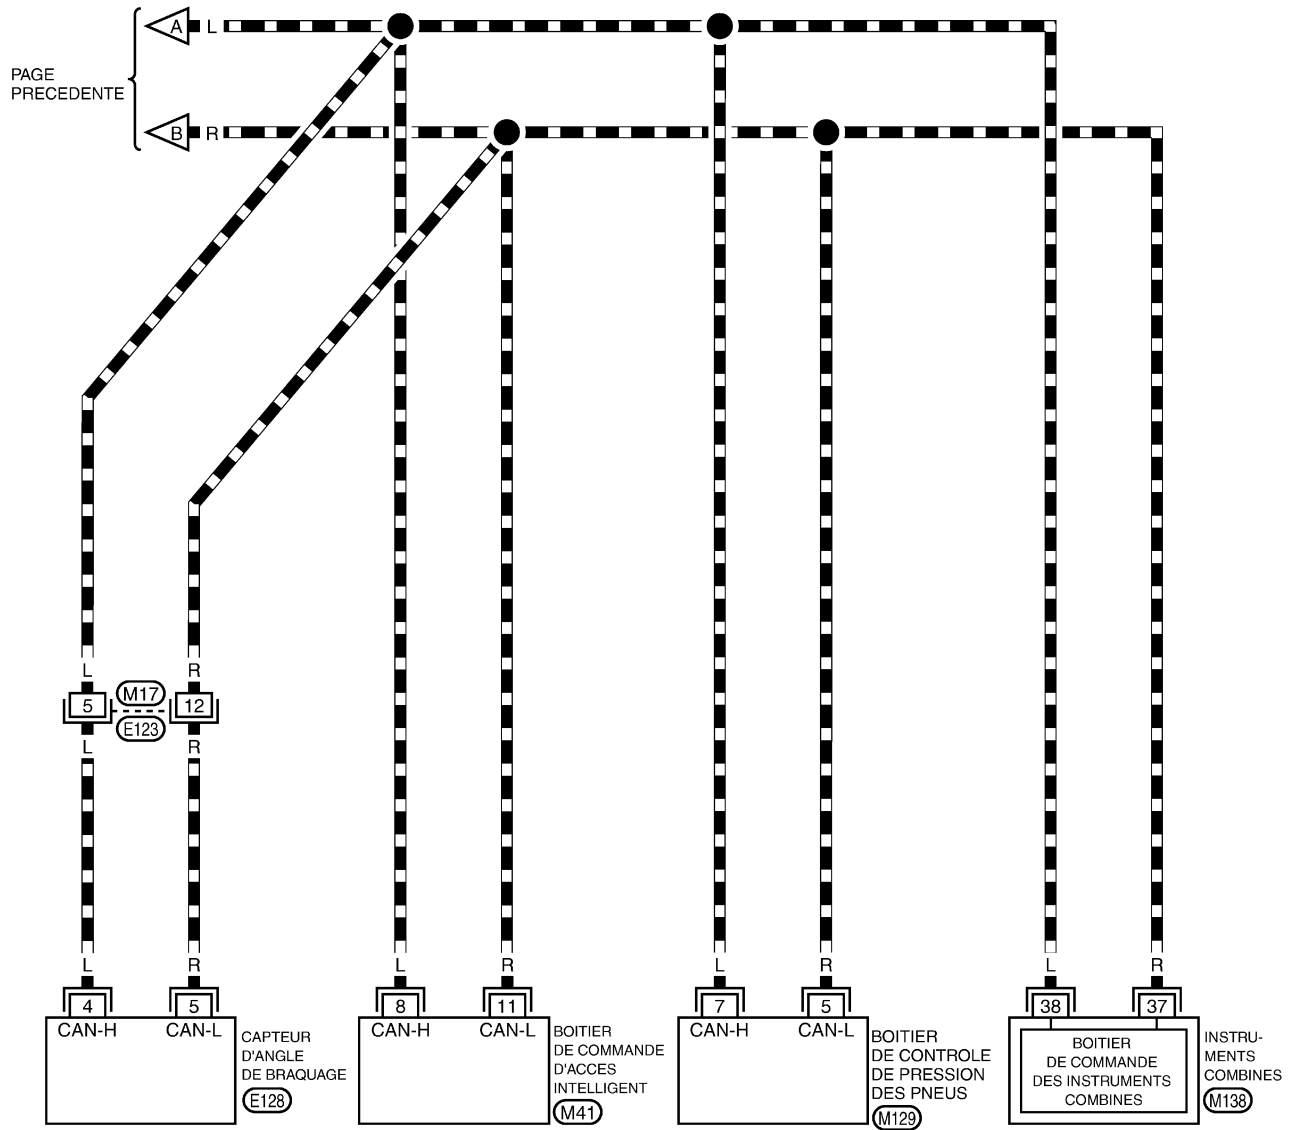 A L
PAGE
PRECEDENTE
B R
L R
5 M17 12
E123
L R
L R L R L R L R
4 5 8 11 7 5 38 37
CAN-H CAN-L
CAPTEUR
D'ANGLE
DE BRAQUAGE
E128
CAN-H CAN-L
BOITIER
DE COMMANDE
D'ACCES
INTELLIGENT
M41
CAN-H CAN-L
BOITIER
DE CONTROLE
DE PRESSION
DES PNEUS
M129
BOITIER
DE COMMANDE
DES INSTRUMENTS
COMBINES
INSTRU-
MENTS
COMBINES
M138